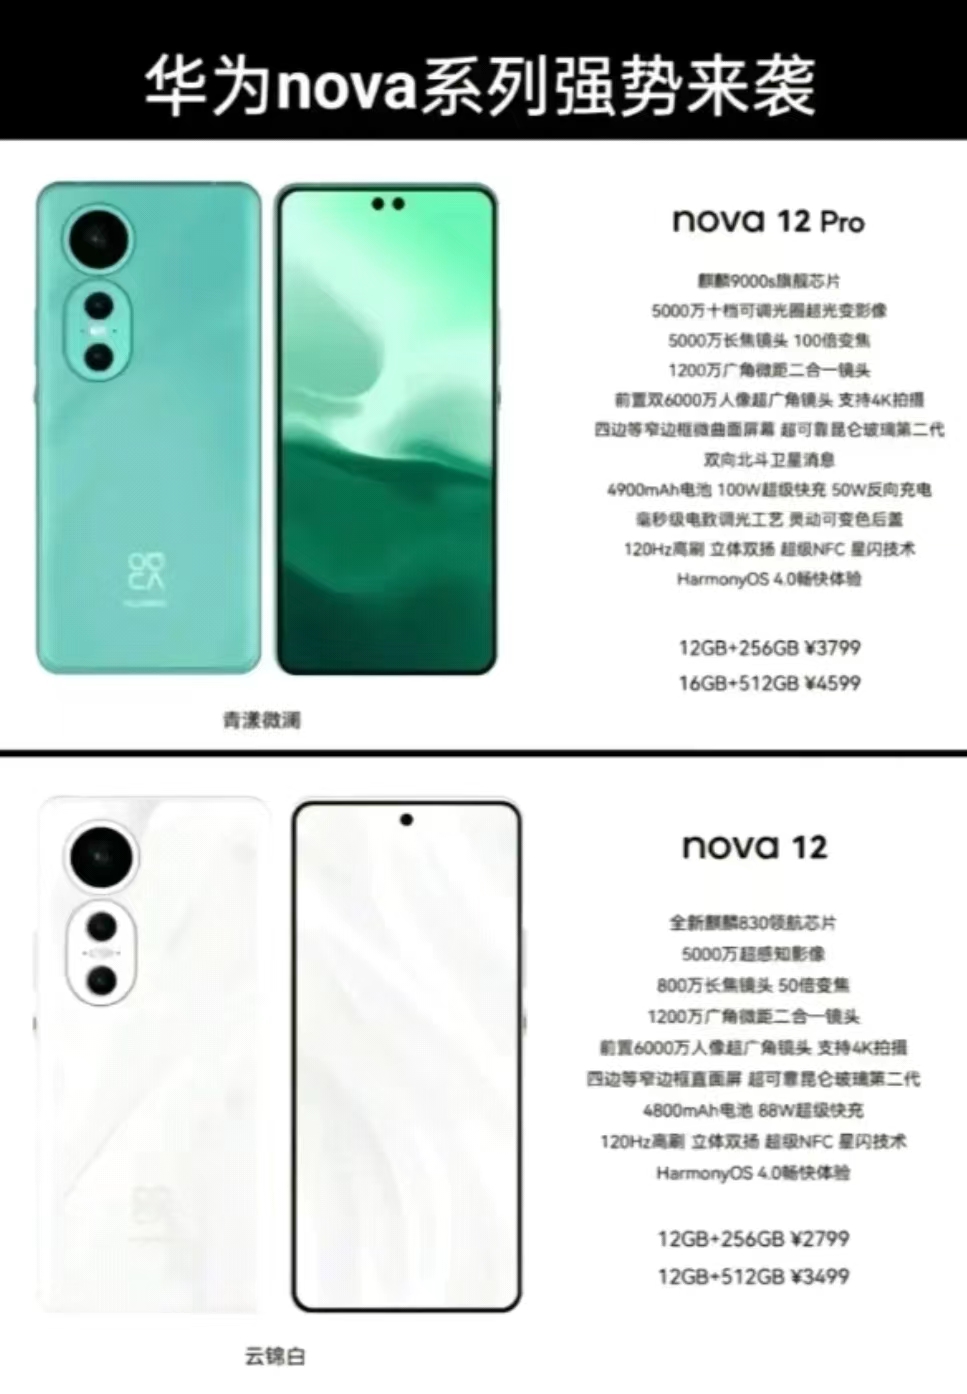 华为nova系列强势来袭
nova 12 Pro
麒麟9000s旗舰芯片
5000万十档可调光圈超光变影像
5000万长焦镜头 100倍变焦
1200万广角微距二合一镜头
前置双6000万人像超广角镜头 支持4K拍摄
四边等窄边框微曲面屏幕 超可靠昆仑玻璃第二代
双向北斗卫星消息
4900mAh电池 100W超级快充 50W反向充电
毫秒级电致调光工艺 灵动可变色后盖
120Hz高刷 立体双扬 超级NFC 星闪技术
HarmonyOS 4.0畅快体验
12GB+256GB ¥3799
16GB+512GB ¥4599
青漾微澜
nova 12
全新麒麟830领航芯片
5000万超感知影像
800万长焦镜头 50倍变焦
1200万广角微距二合一镜头
前置6000万人像超广角镜头 支持4K拍摄
四边等窄边框直面屏 超可靠昆仑玻璃第二代
4800mAh电池 88W超级快充
120Hz高刷 立体双扬 超级NFC 星闪技术
HarmonyOS 4.0畅快体验
12GB+256GB ¥2799
12GB+512GB ¥3499
云锦白